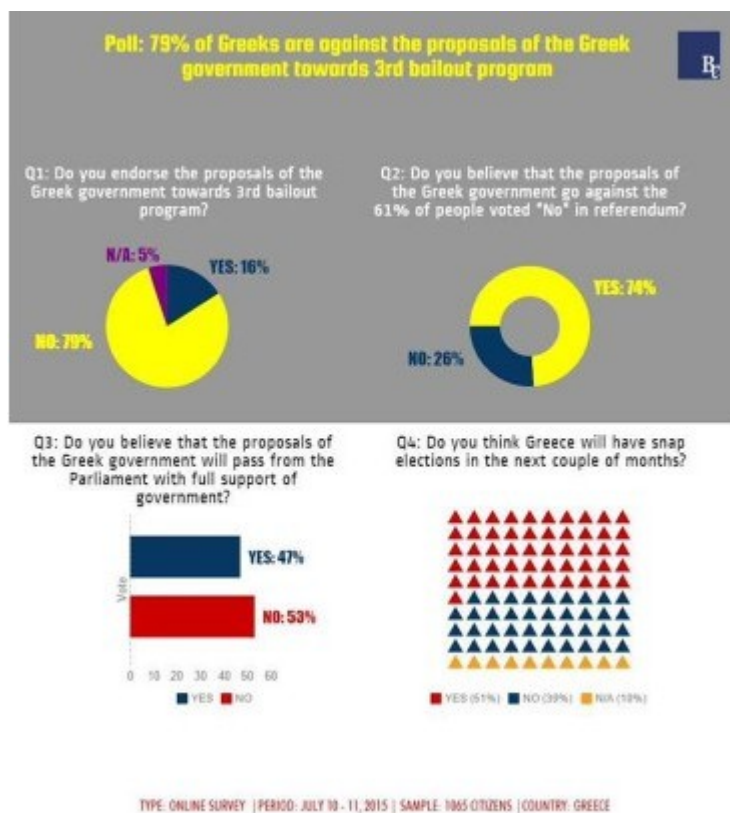 Poll: 79% of Greeks are against the proposals of the Greek
government towards 3rd bailout program
Q1: Do you endorse the proposals of the
Greek government towards 3rd bailout
program?
N/A: 5%
YES: 16%
NO: 79%
Q2: Do you believe that the proposals of
the Greek government go against the
61% of people voted "No" in referendum?
YES: 74%
NO: 26%
Q3: Do you believe that the proposals of
the Greek government will pass from the
Parliament with full support of
government?
Vote
YES: 47%
NO: 53%
0 10 20 30 40 50 60
YES NO
Q4: Do you think Greece will have snap
elections in the next couple of months?
YES (51%) NO (39%) N/A (10%)
TYPE: ONLINE SURVEY | PERIOD: JULY 10 - 11, 2015 | SAMPLE: 1065 CITIZENS | COUNTRY: GREECE